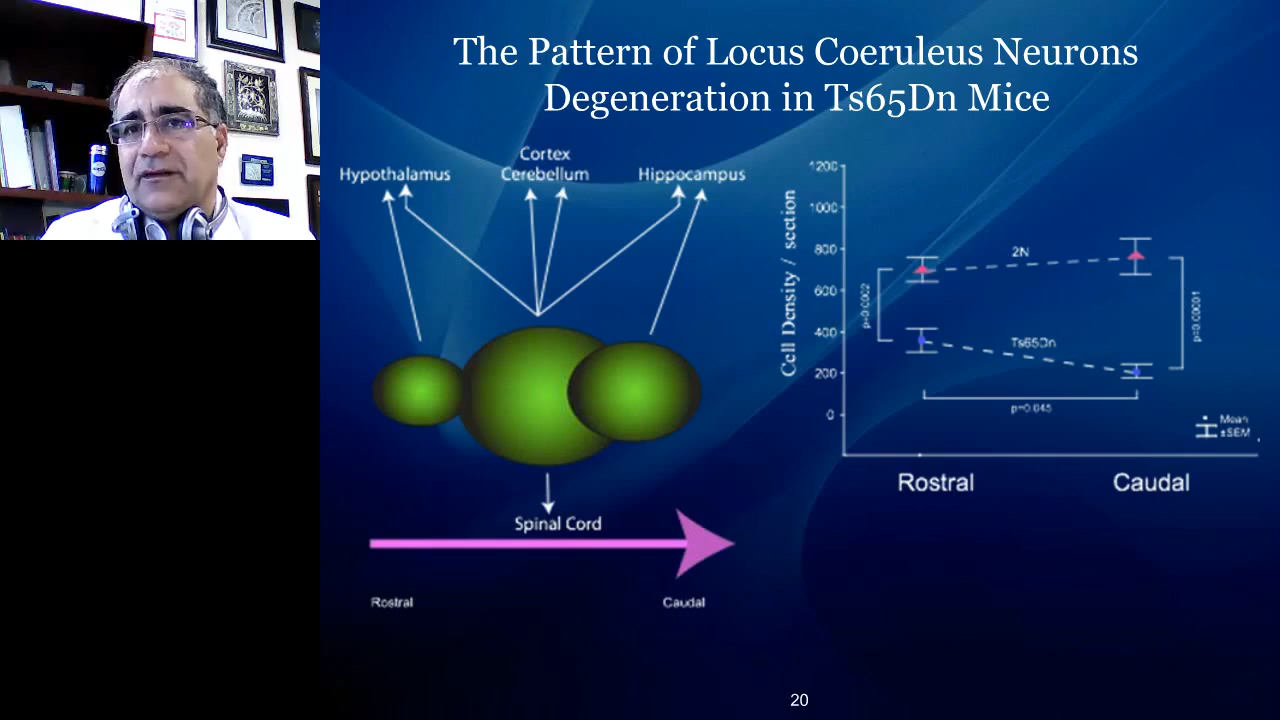 The Pattern of Locus Coeruleus Neurons
Degeneration in Ts65Dn Mice
Hypothalamus
Cortex
Cerebellum
Hippocampus
Spinal Cord
Rostral
Caudal
Cell Density / section
1200
1000
800
600
400
200
0
2N
Ts65Dn
p=0.0002
p=0.00001
p=0.045
Mean
±SEM
Rostral
Caudal
20